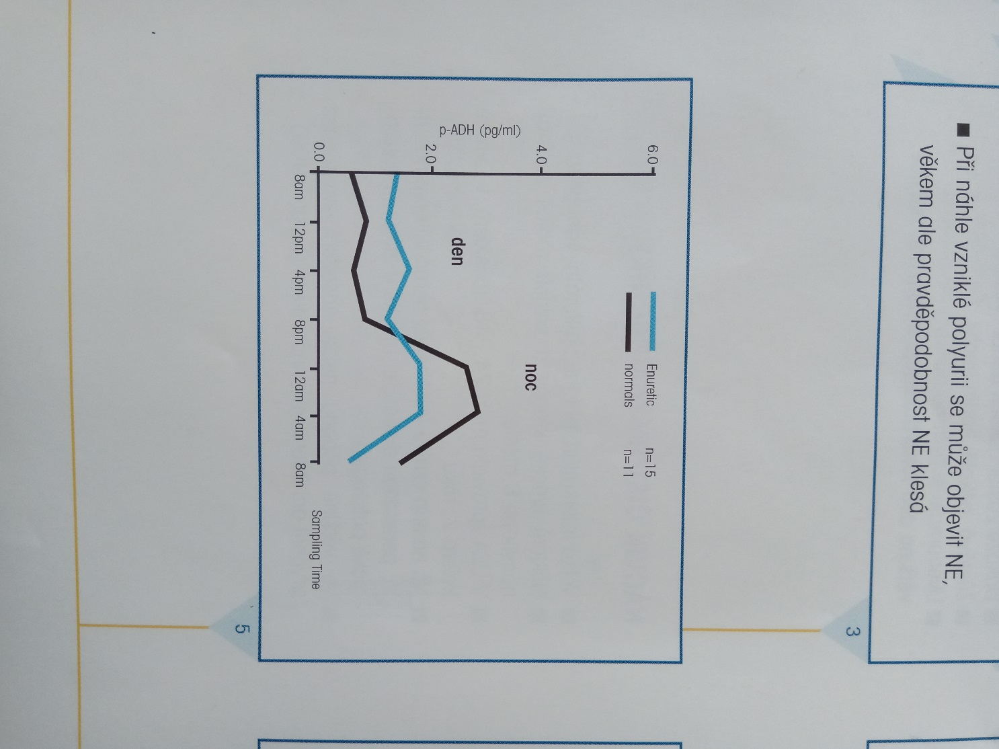 ■ Při náhle vzniklé polyurii se může objevit NE,
věkem ale pravděpodobnost NE klesá
3
Enuretic n=15
normals n=11
noc
den
p-ADH (pg/ml)
6.0
4.0
2.0
0.0
8am 12pm 4pm 8pm 12am 4am 8am
Sampling Time
5